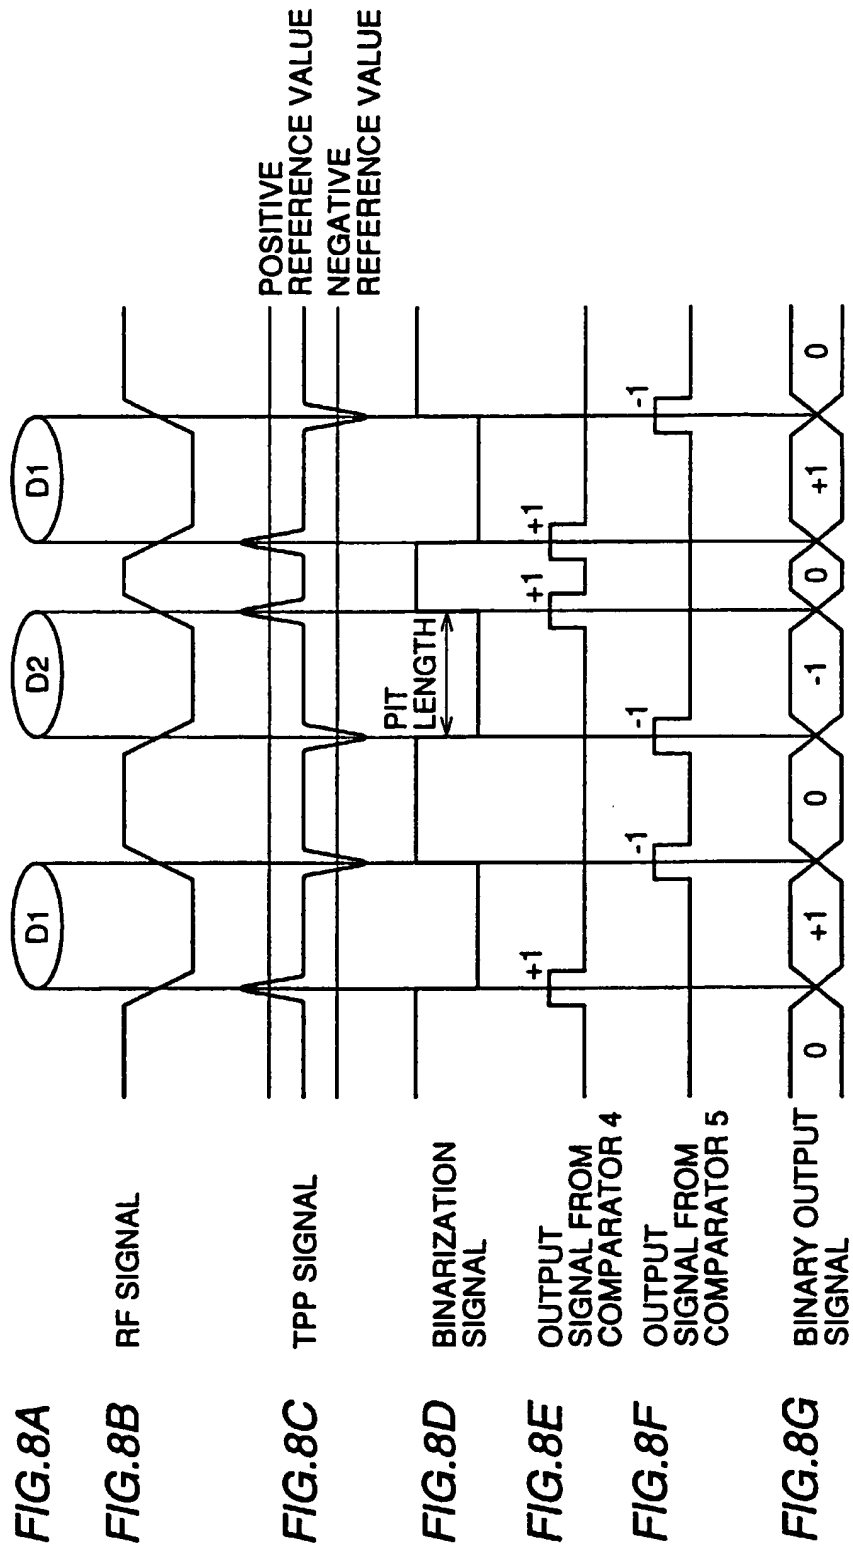 FIG.8A
D1
D2
D1
FIG.8B
RF SIGNAL
FIG.8C
TPP SIGNAL
POSITIVE
REFERENCE VALUE
NEGATIVE
REFERENCE VALUE
FIG.8D
BINARIZATION
SIGNAL
PIT
LENGTH
FIG.8E
OUTPUT
SIGNAL FROM
COMPARATOR 4
+1
+1
+1
FIG.8F
OUTPUT
SIGNAL FROM
COMPARATOR 5
-1
-1
-1
FIG.8G
BINARY OUTPUT
SIGNAL
0
+1
0
-1
0
+1
0